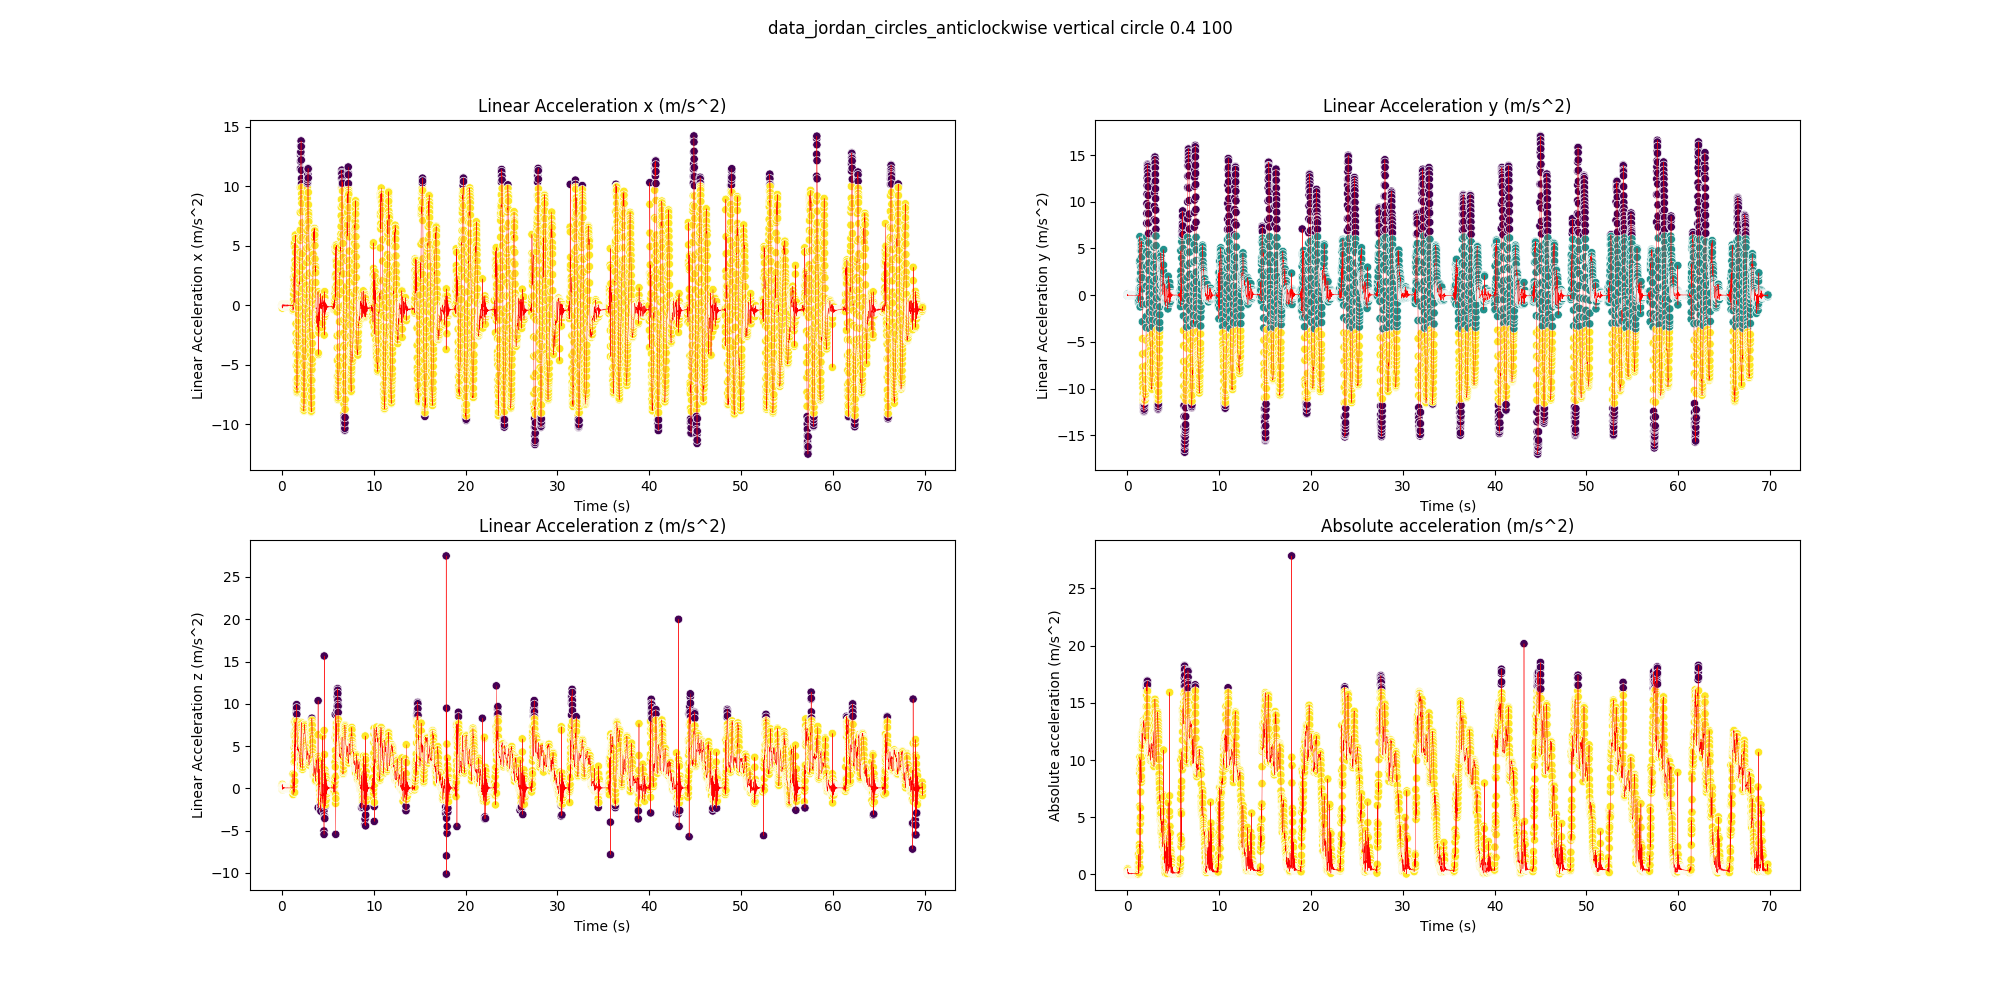 data_jordan_circles_anticlockwise vertical circle 0.4 100
Linear Acceleration x (m/s^2)
Linear Acceleration x (m/s^2)
15
10
5
0
−5
−10
0 10 20 30 40 50 60 70
Time (s)
Linear Acceleration y (m/s^2)
Linear Acceleration y (m/s^2)
15
10
5
0
−5
−10
−15
0 10 20 30 40 50 60 70
Time (s)
Linear Acceleration z (m/s^2)
Linear Acceleration z (m/s^2)
25
20
15
10
5
0
−5
−10
0 10 20 30 40 50 60 70
Time (s)
Absolute acceleration (m/s^2)
Absolute acceleration (m/s^2)
25
20
15
10
5
0
0 10 20 30 40 50 60 70
Time (s)